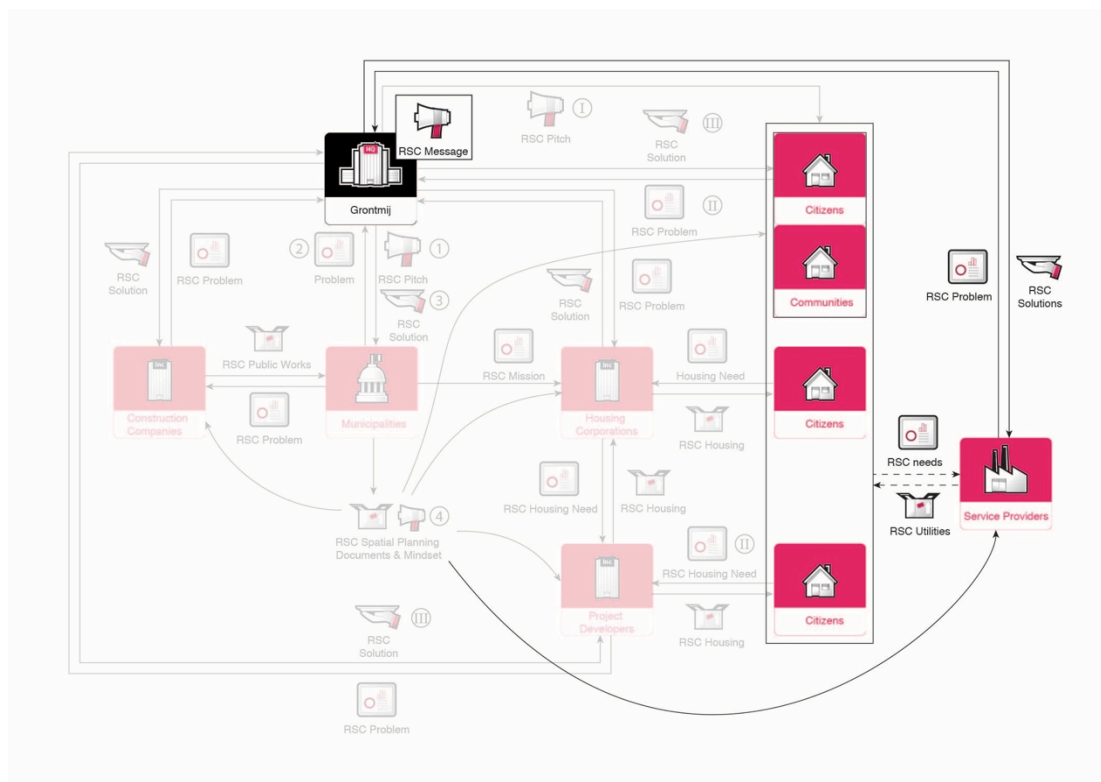 RSC Pitch
I
RSC
Solution
III
RSC Message
HQ
Grontmij
Citizens
RSC Problem
II
RSC
Solution
RSC Problem
2
Problem
RSC Pitch
1
3
RSC
Solution
RSC
Solution
RSC Problem
Communities
RSC Problem
RSC
Solutions
RSC Public Works
RSC Problem
Construction
Companies
Municipalities
RSC Mission
Housing
Corporations
Housing Need
RSC Housing
Citizens
RSC needs
RSC Utilities
Service Providers
RSC Housing Need
RSC Housing
4
RSC Spatial Planning
Documents & Mindset
II
RSC Housing Need
RSC Housing
Project
Developers
Citizens
RSC
Solution
III
RSC Problem